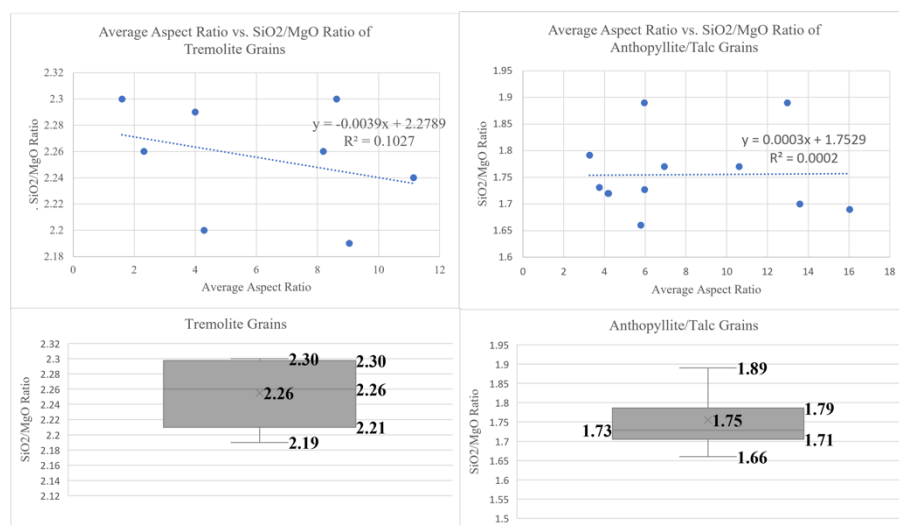 Average Aspect Ratio vs. SiO2/MgO Ratio of
Tremolite Grains
2.32
2.3
2.28
2.26
2.24
2.22
2.2
2.18
. SiO2/MgO Ratio
y = -0.0039x + 2.2789
R² = 0.1027
0 2 4 6 8 10 12
Average Aspect Ratio
Average Aspect Ratio vs. SiO2/MgO Ratio of
Anthopyllite/Talc Grains
1.95
1.9
1.85
1.8
1.75
1.7
1.65
1.6
SiO2/MgO Ratio
y = 0.0003x + 1.7529
R² = 0.0002
0 2 4 6 8 10 12 14 16 18
Average Aspect Ratio
Tremolite Grains
2.32
2.3
2.28
2.26
2.24
2.22
2.2
2.18
2.16
2.14
2.12
SiO2/MgO Ratio
2.30 2.30
2.26 2.26
2.21
2.19
Anthopyllite/Talc Grains
1.95
1.9
1.85
1.8
1.75
1.7
1.65
1.6
1.55
1.5
SiO2/MgO Ratio
1.89
1.79
1.73 1.75
1.71
1.66